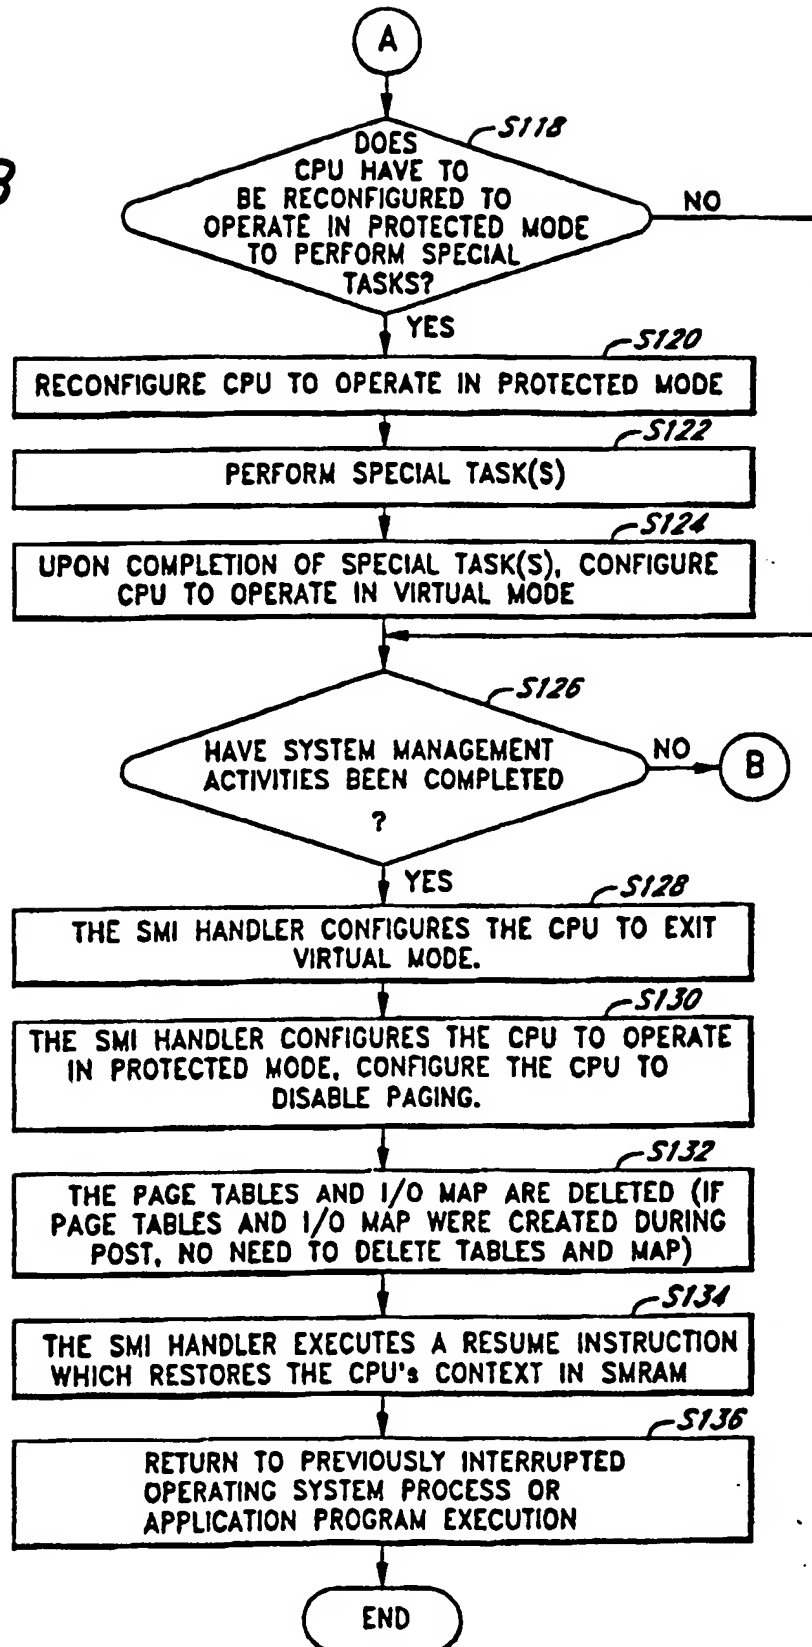 A
S118
B
DOES
CPU HAVE TO
BE RECONFIGURED TO
OPERATE IN PROTECTED MODE
TO PERFORM SPECIAL
TASKS?
NO
YES
S120
RECONFIGURE CPU TO OPERATE IN PROTECTED MODE
S122
PERFORM SPECIAL TASK(S)
S124
UPON COMPLETION OF SPECIAL TASK(S), CONFIGURE
CPU TO OPERATE IN VIRTUAL MODE
S126
HAVE SYSTEM MANAGEMENT
ACTIVITIES BEEN COMPLETED
?
NO
B
YES
S128
THE SMI HANDLER CONFIGURES THE CPU TO EXIT
VIRTUAL MODE.
S130
THE SMI HANDLER CONFIGURES THE CPU TO OPERATE
IN PROTECTED MODE, CONFIGURE THE CPU TO
DISABLE PAGING.
S132
THE PAGE TABLES AND I/O MAP ARE DELETED (IF
PAGE TABLES AND I/O MAP WERE CREATED DURING
POST, NO NEED TO DELETE TABLES AND MAP)
S134
THE SMI HANDLER EXECUTES A RESUME INSTRUCTION
WHICH RESTORES THE CPU's CONTEXT IN SMRAM
S136
RETURN TO PREVIOUSLY INTERRUPTED
OPERATING SYSTEM PROCESS OR
APPLICATION PROGRAM EXECUTION
END